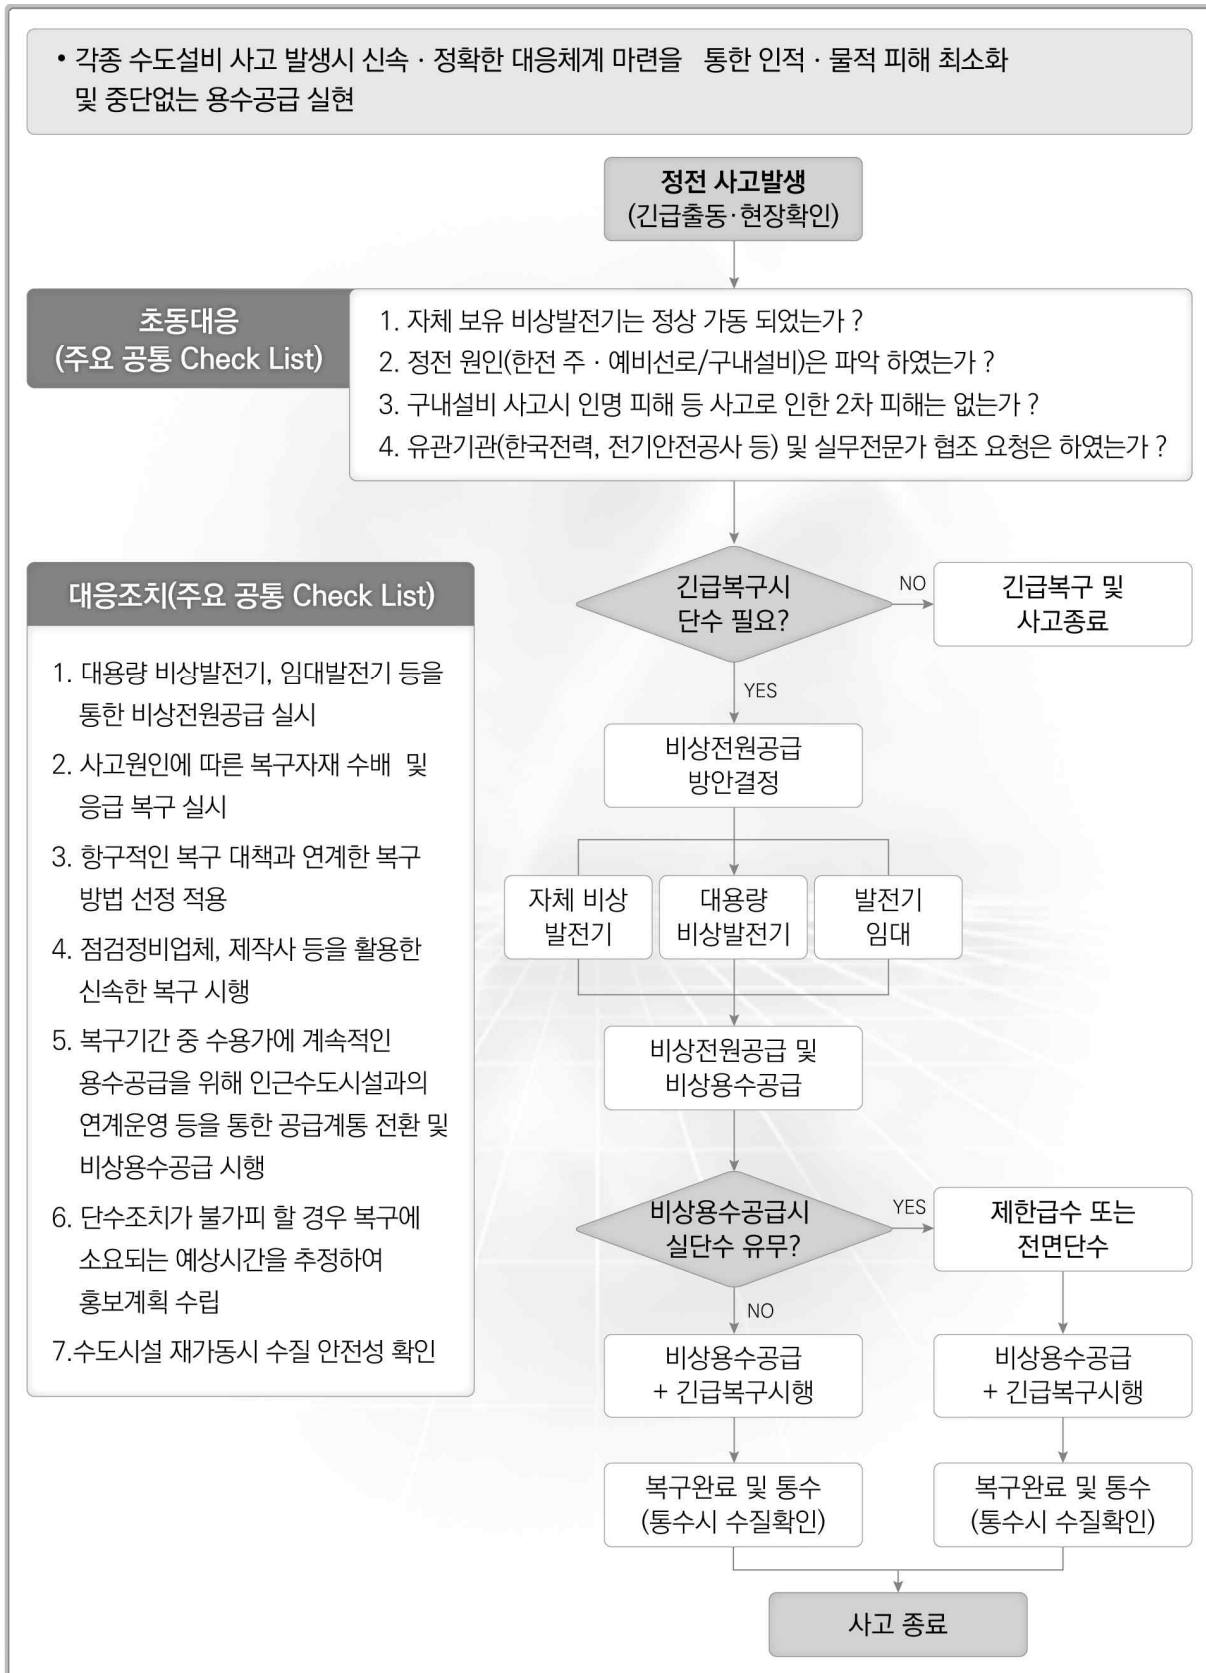 • 각종 수도설비 사고 발생시 신속 · 정확한 대응체계 마련을 통한 인적 · 물적 피해 최소화
및 중단없는 용수공급 실현
정전 사고발생
(긴급출동·현장확인)
초동대응
(주요 공통 Check List)
1. 자체 보유 비상발전기는 정상 가동 되었는가 ?
2. 정전 원인(한전 주 · 예비선로/구내설비)은 파악 하였는가 ?
3. 구내설비 사고시 인명 피해 등 사고로 인한 2차 피해는 없는가 ?
4. 유관기관(한국전력, 전기안전공사 등) 및 실무전문가 협조 요청은 하였는가 ?
대응조치(주요 공통 Check List)
1. 대용량 비상발전기, 임대발전기 등을
통한 비상전원공급 실시
2. 사고원인에 따른 복구자재 수배 및
응급 복구 실시
3. 항구적인 복구 대책과 연계한 복구
방법 선정 적용
4. 점검정비업체, 제작사 등을 활용한
신속한 복구 시행
5. 복구기간 중 수용가에 계속적인
용수공급을 위해 인근수도시설과의
연계운영 등을 통한 공급계통 전환 및
비상용수공급 시행
6. 단수조치가 불가피 할 경우 복구에
소요되는 예상시간을 추정하여
홍보계획 수립
7.수도시설 재가동시 수질 안전성 확인
긴급복구시
단수 필요?
NO
긴급복구 및
사고종료
YES
비상전원공급
방안결정
자체 비상
발전기
대용량
비상발전기
발전기
임대
비상전원공급 및
비상용수공급
비상용수공급시
실단수 유무?
YES
제한급수 또는
전면단수
NO
비상용수공급
+ 긴급복구시행
비상용수공급
+ 긴급복구시행
복구완료 및 통수
(통수시 수질확인)
복구완료 및 통수
(통수시 수질확인)
사고 종료